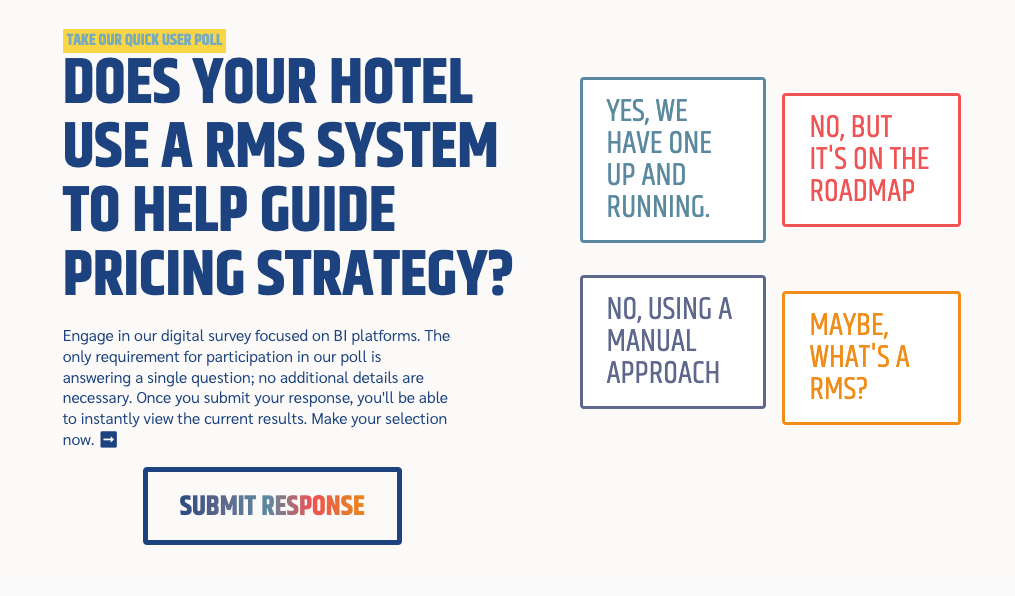 TAKE OUR QUICK USER POLL
DOES YOUR HOTEL
USE A RMS SYSTEM
TO HELP GUIDE
PRICING STRATEGY?
Engage in our digital survey focused on BI platforms. The
only requirement for participation in our poll is
answering a single question; no additional details are
necessary. Once you submit your response, you'll be able
to instantly view the current results. Make your selection
now. ➡
SUBMIT RESPONSE
YES, WE
HAVE ONE
UP AND
RUNNING.
NO, BUT
IT'S ON THE
ROADMAP
NO, USING A
MANUAL
APPROACH
MAYBE,
WHAT'S A
RMS?